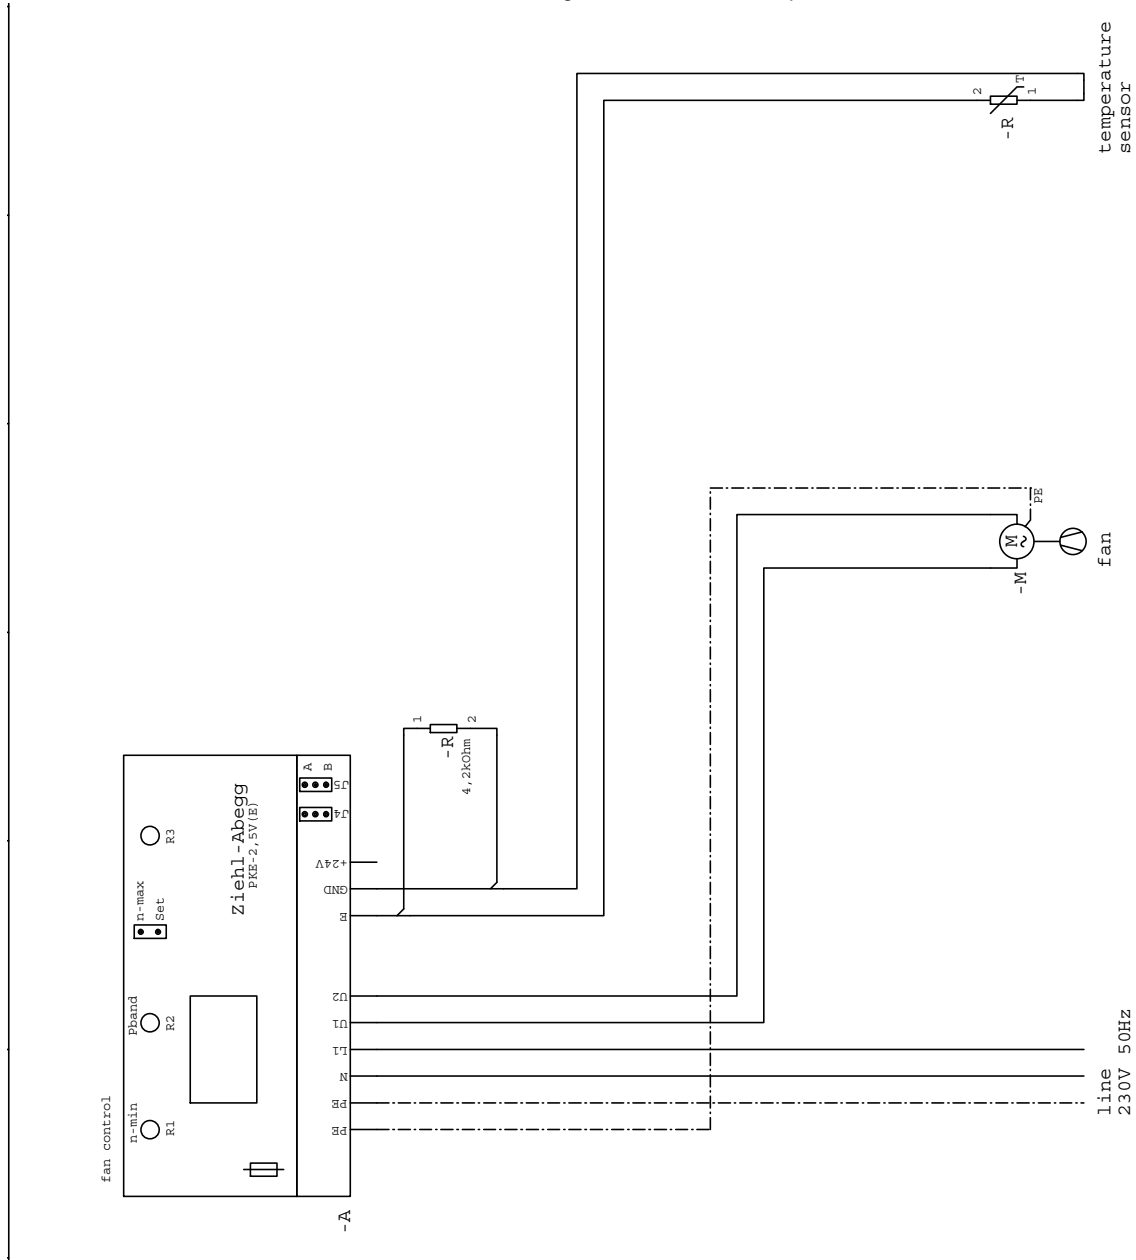 fan control
n-min
Pband
n-max
Set
R1
R2
R3
Ziehl-Abegg
PKE-2,5V(E)
A
B
-A
PE
PE
N
L1
U1
U2
E
GND
+24V
J4
J5
1
-R
4,2kOhm
2
2
-R
T
1
M
-M
PE
line
230V 50Hz
fan
temperature
sensor